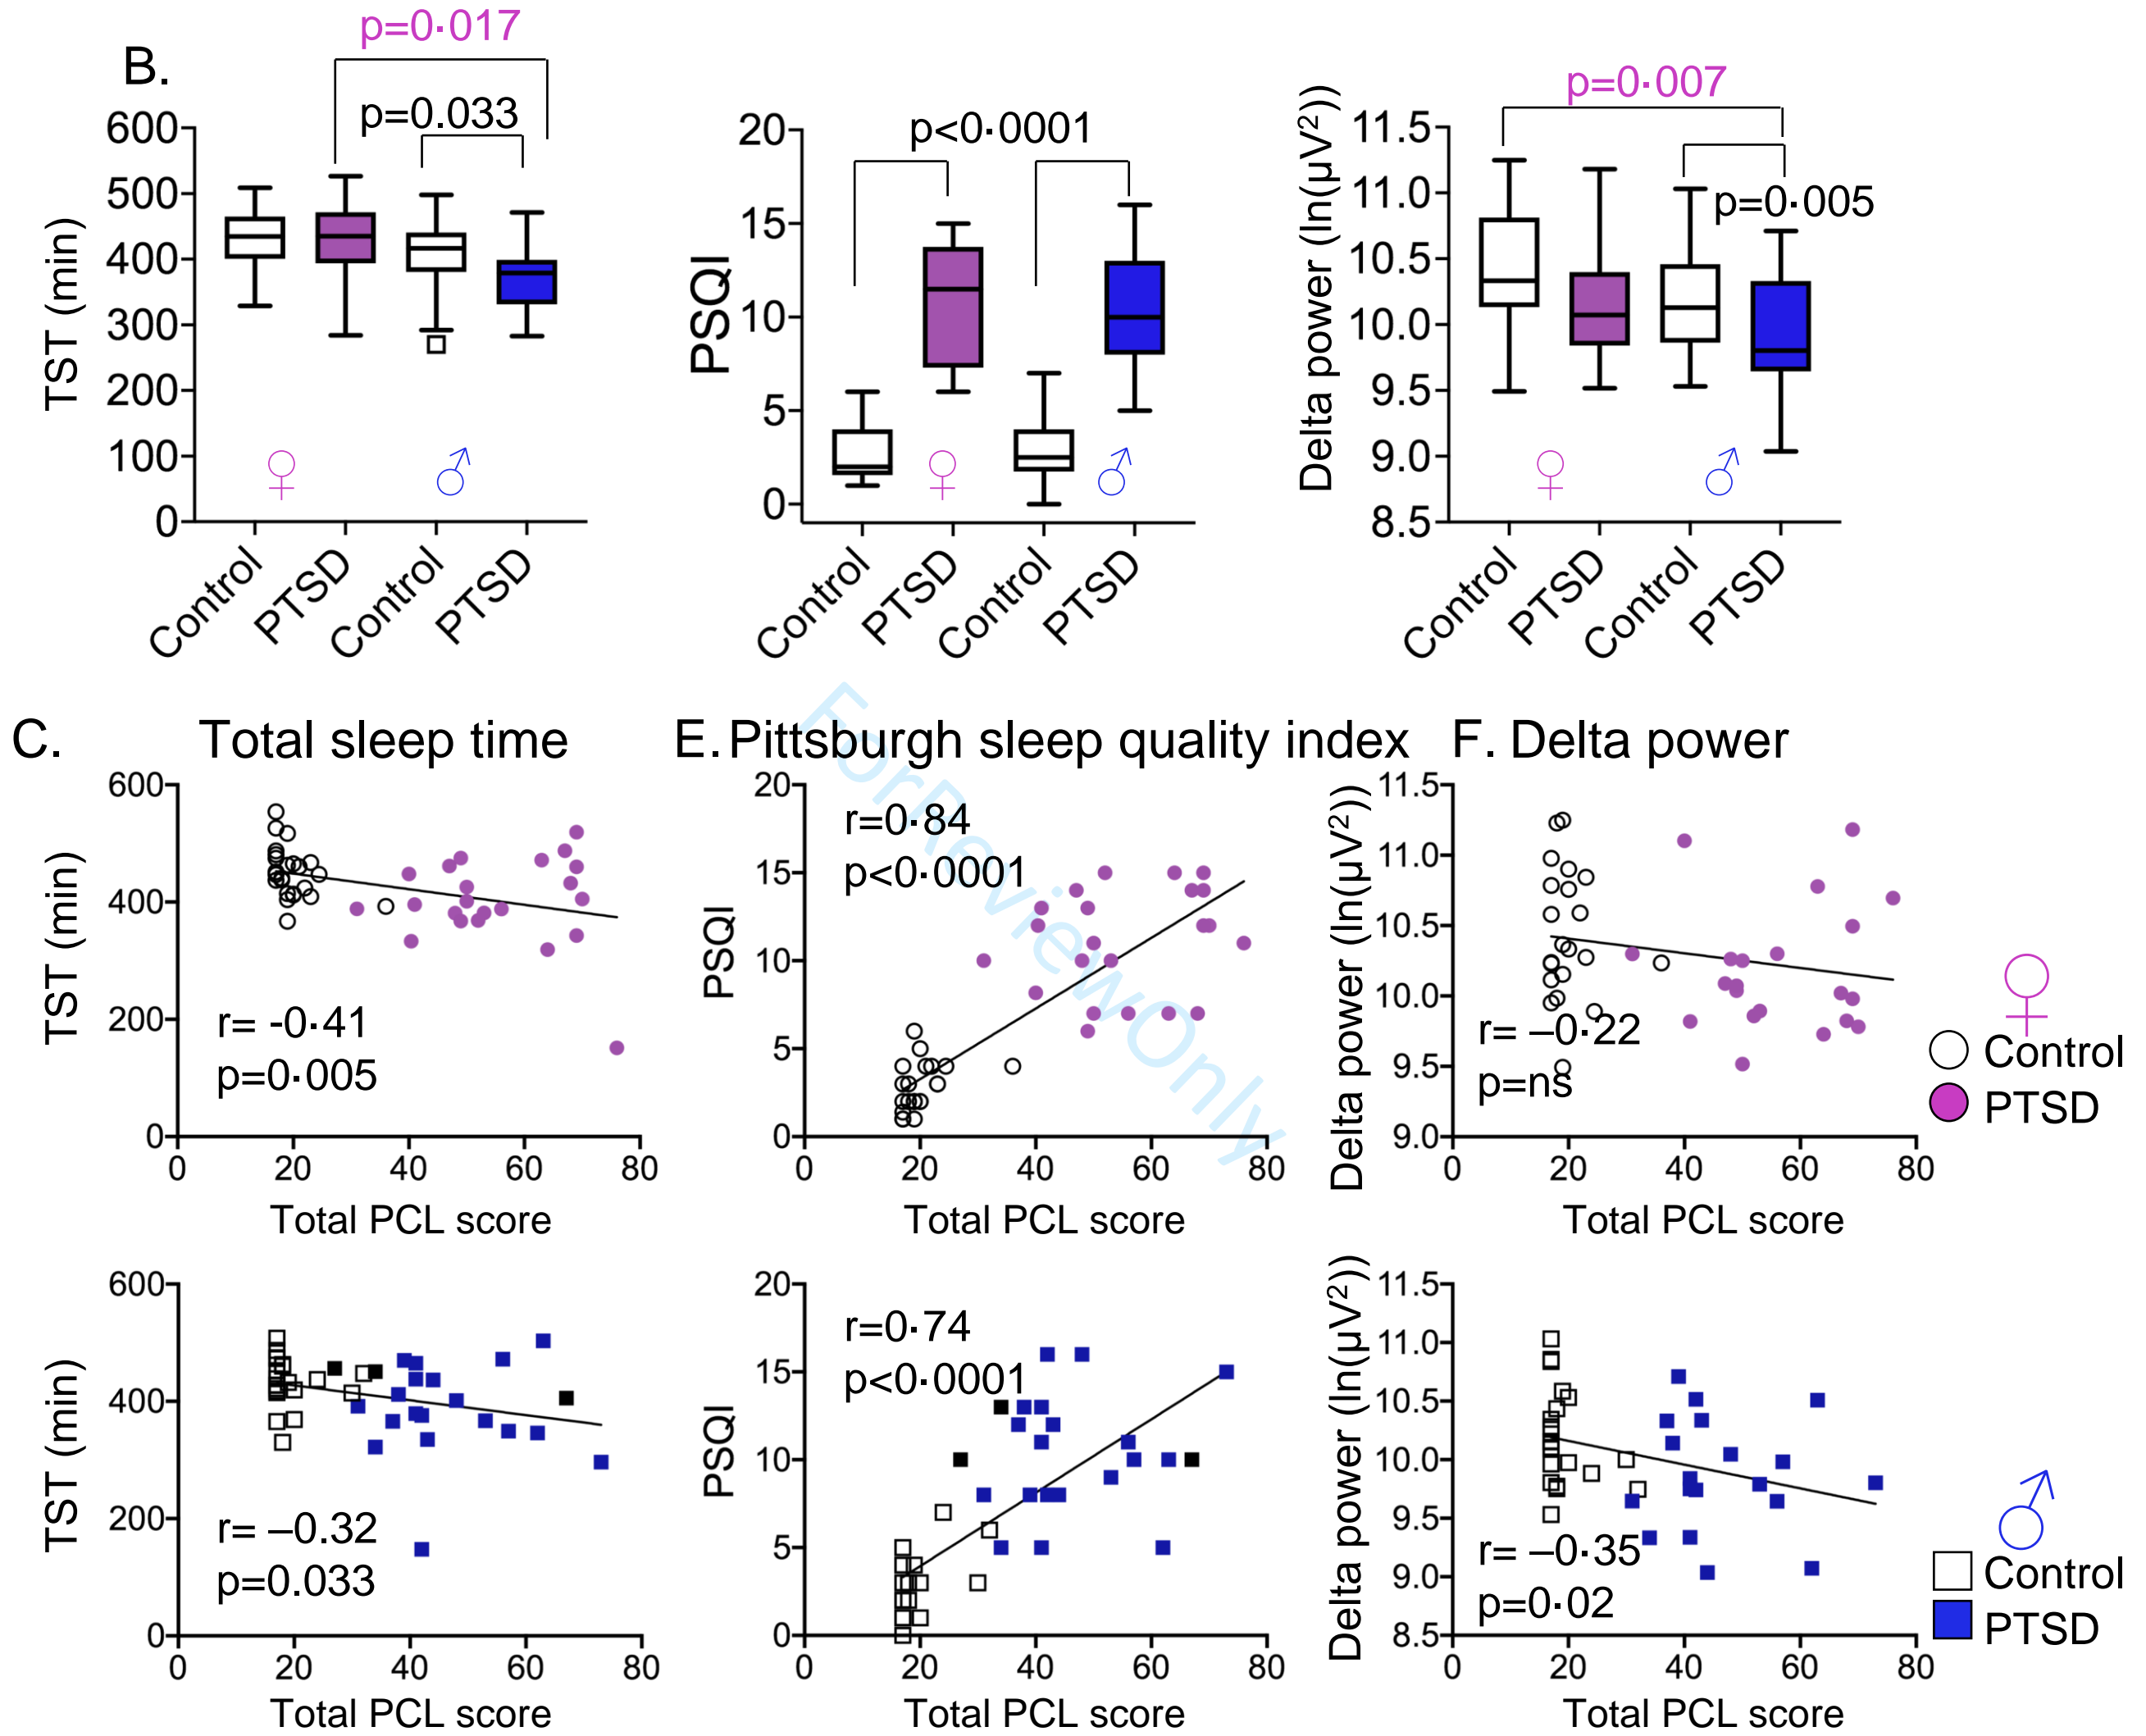 B.
p=0·017
p=0.033
TST (min)
600
500
400
300
200
100
0
♀
♂
Control
PTSD
Control
PTSD
p<0·0001
PSQI
20
15
10
5
0
♀
♂
Control
PTSD
Control
PTSD
p=0·007
p=0·005
Delta power (ln(µV²))
11.5
11.0
10.5
10.0
9.5
9.0
8.5
♀
♂
Control
PTSD
Control
PTSD
ForReviewOnly
C. Total sleep time
TST (min)
600
400
200
0
r= -0·41
p=0·005
0 20 40 60 80
Total PCL score
E. Pittsburgh sleep quality index
PSQI
20
15
10
5
0
r=0·84
p<0·0001
0 20 40 60 80
Total PCL score
F. Delta power
Delta power (ln(µV²))
11.5
11.0
10.5
10.0
9.5
9.0
r= –0·22
p=ns
0 20 40 60 80
Total PCL score
♀
Control
PTSD
TST (min)
600
400
200
0
r= –0.32
p=0.033
0 20 40 60 80
Total PCL score
PSQI
20
15
10
5
0
r=0·74
p<0·0001
0 20 40 60 80
Total PCL score
Delta power (ln(µV²))
11.5
11.0
10.5
10.0
9.5
9.0
8.5
r= –0·35
p=0·02
0 20 40 60 80
Total PCL score
♂
Control
PTSD